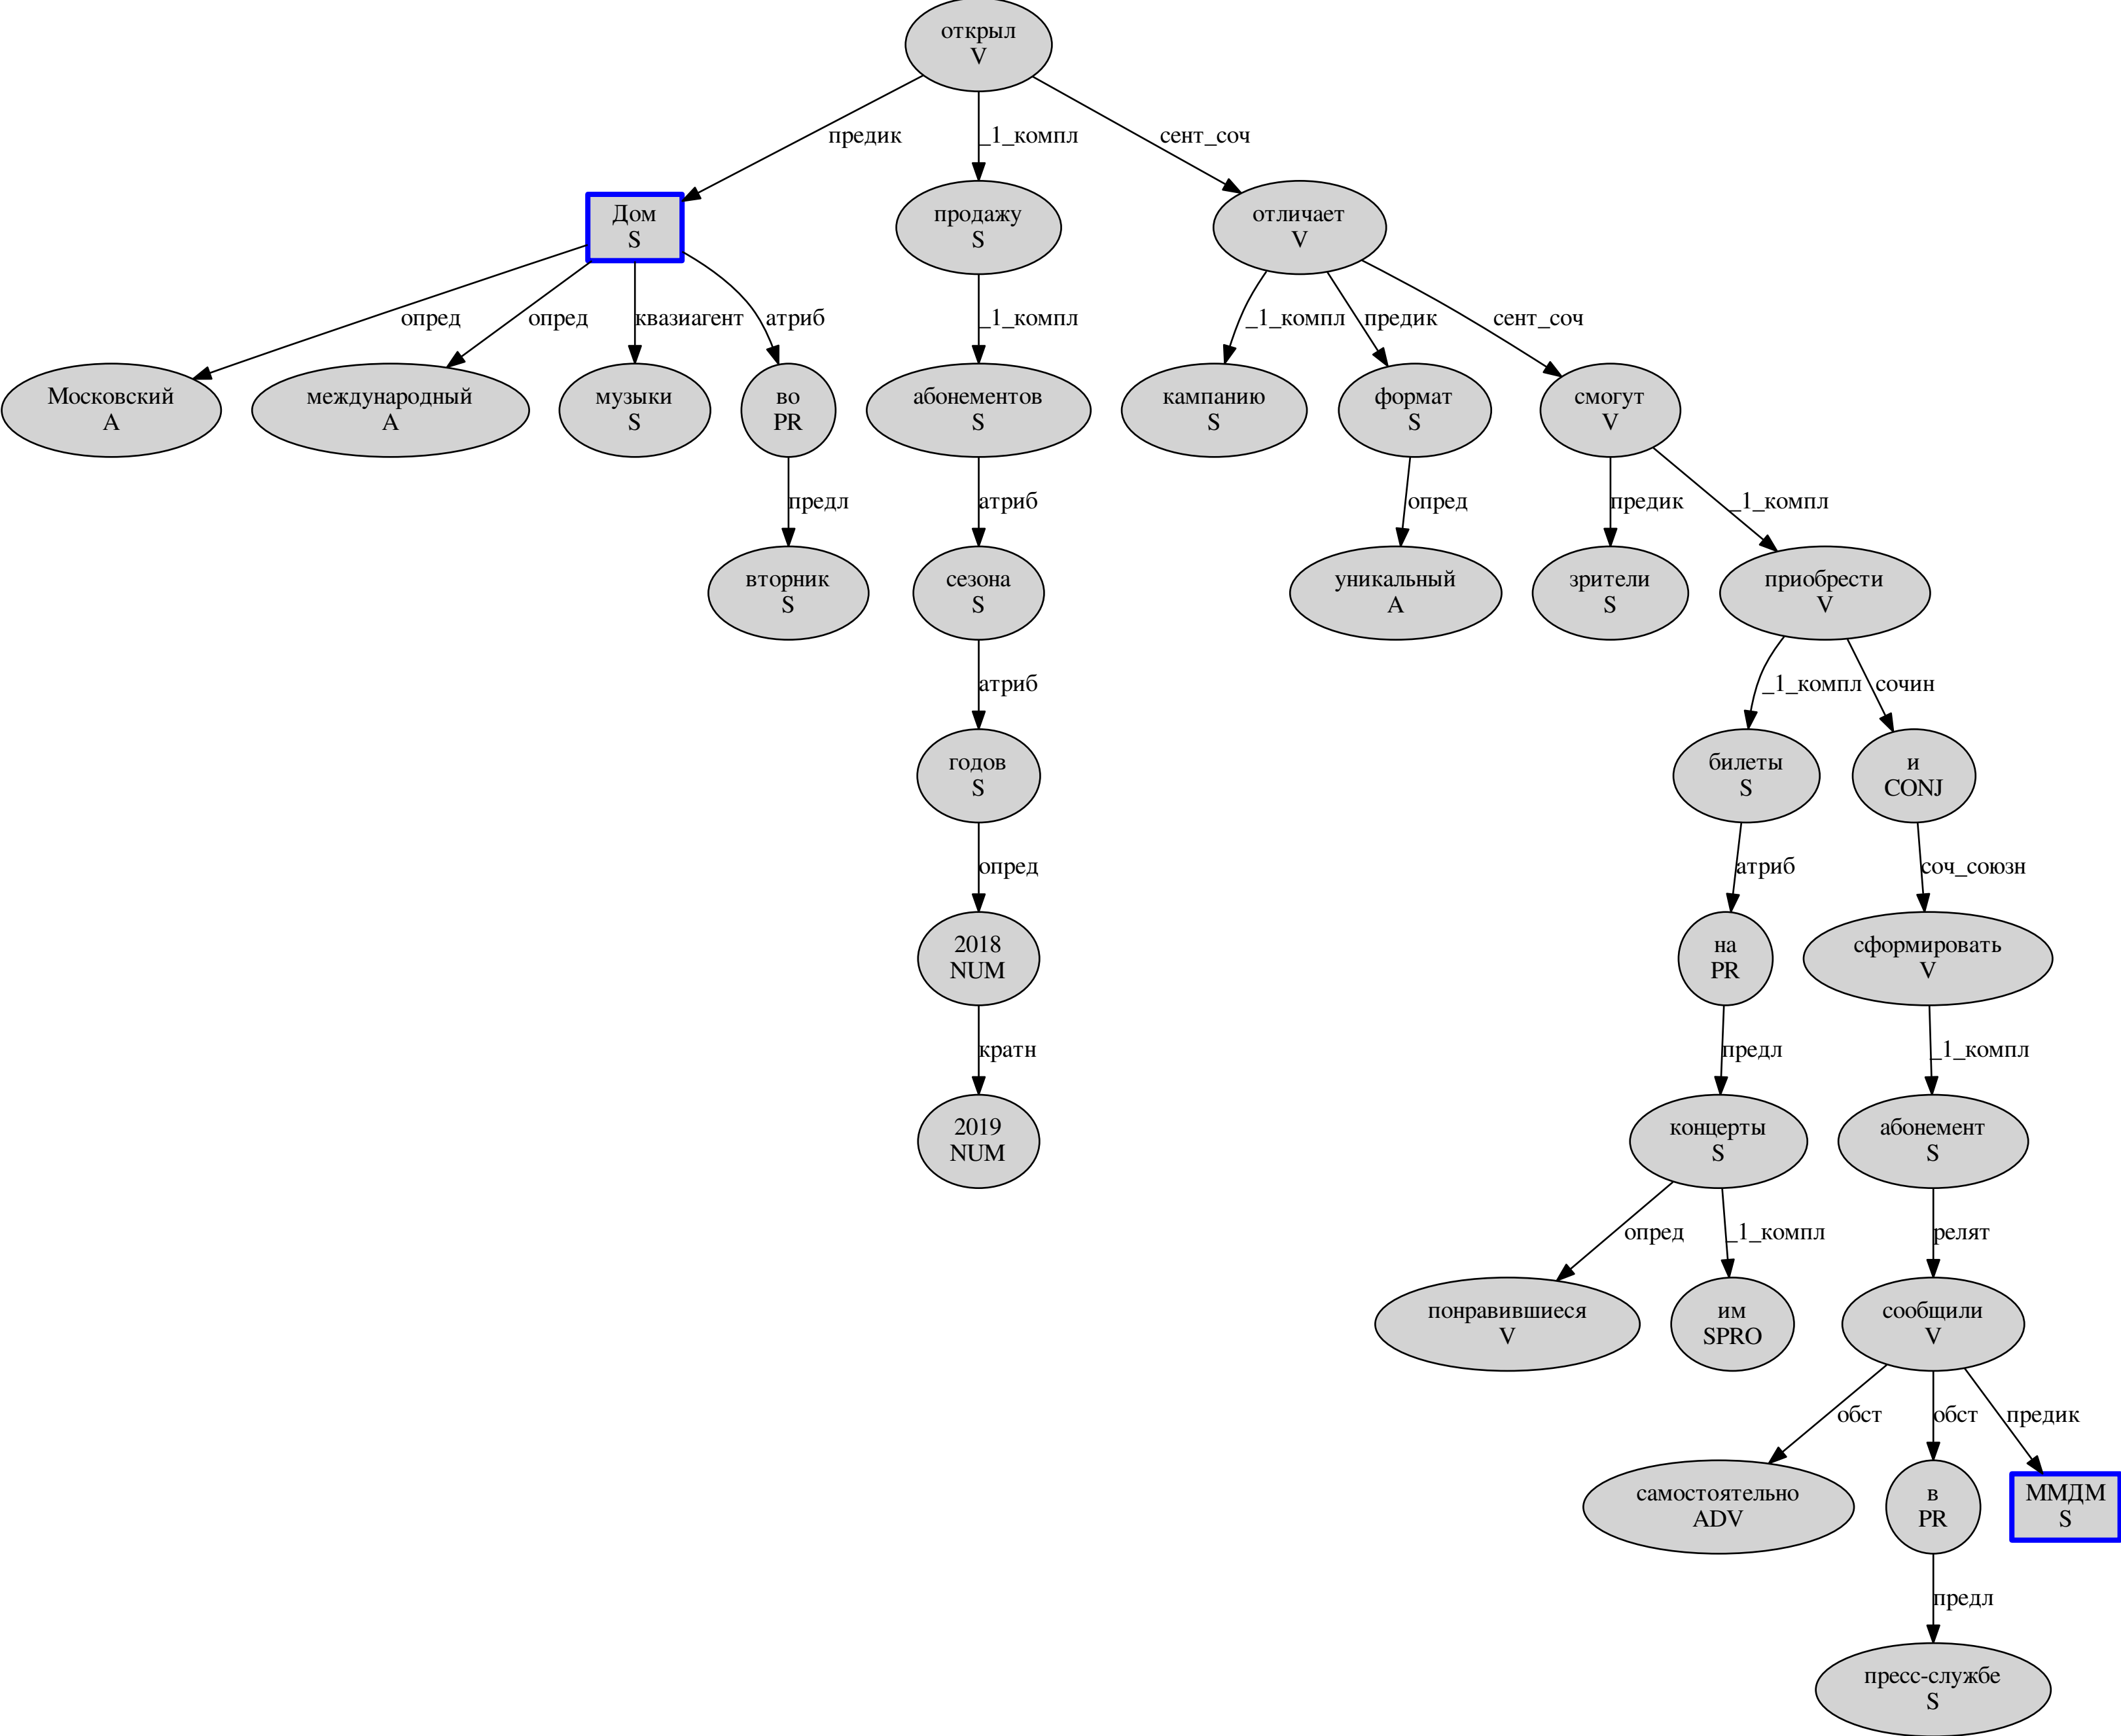 открыл
V
предик
_1_компл
сент_соч
Дом
S
продажу
S
отличает
V
опред
опред
квазиагент
атриб
_1_компл
_1_компл
предик
сент_соч
Московский
A
международный
A
музыки
S
во
PR
абонементов
S
кампанию
S
формат
S
смогут
V
предл
атриб
опред
предик
_1_компл
вторник
S
сезона
S
уникальный
A
зрители
S
приобрести
V
атриб
_1_компл
сочин
годов
S
билеты
S
и
CONJ
опред
атриб
соч_союзн
2018
NUM
на
PR
сформировать
V
кратн
предл
_1_компл
2019
NUM
концерты
S
абонемент
S
опред
_1_компл
релят
понравившиеся
V
им
SPRO
сообщили
V
обст
обст
предик
самостоятельно
ADV
в
PR
ММДМ
S
предл
пресс-службе
S